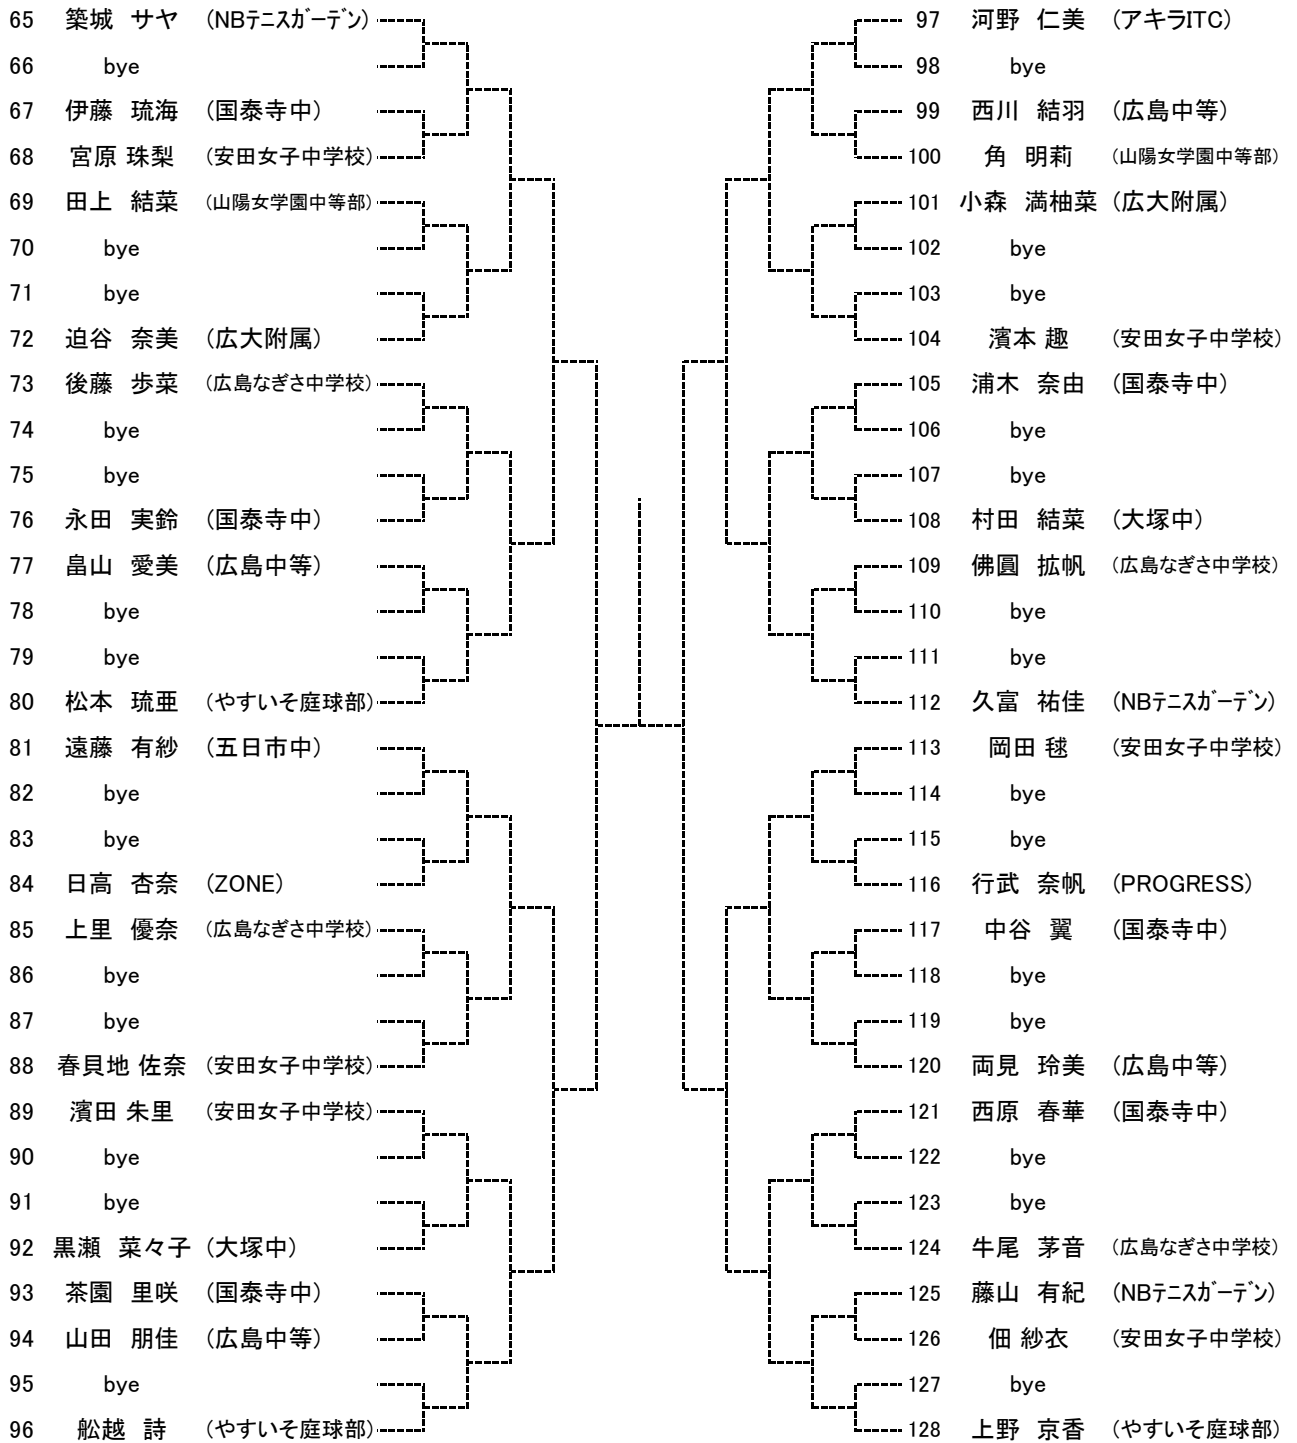 65 築城 サヤ (NBテニスガーデン)
66 bye
67 伊藤 琉海 (国泰寺中)
68 宮原 珠梨 (安田女子中学校)
69 田上 結菜 (山陽女学園中等部)
70 bye
71 bye
72 迫谷 奈美 (広大附属)
73 後藤 歩菜 (広島なぎさ中学校)
74 bye
75 bye
76 永田 実鈴 (国泰寺中)
77 畠山 愛美 (広島中等)
78 bye
79 bye
80 松本 琉亜 (やすいそ庭球部)
81 遠藤 有紗 (五日市中)
82 bye
83 bye
84 日高 杏奈 (ZONE)
85 上里 優奈 (広島なぎさ中学校)
86 bye
87 bye
88 春貝地 佐奈 (安田女子中学校)
89 濱田 朱里 (安田女子中学校)
90 bye
91 bye
92 黒瀬 菜々子 (大塚中)
93 茶園 里咲 (国泰寺中)
94 山田 朋佳 (広島中等)
95 bye
96 舩越 詩 (やすいそ庭球部)
97 河野 仁美 (アキラITC)
98 bye
99 西川 結羽 (広島中等)
100 角 明莉 (山陽女学園中等部)
101 小森 満柚菜 (広大附属)
102 bye
103 bye
104 濱本 趣 (安田女子中学校)
105 浦木 奈由 (国泰寺中)
106 bye
107 bye
108 村田 結菜 (大塚中)
109 佛圓 拡帆 (広島なぎさ中学校)
110 bye
111 bye
112 久富 祐佳 (NBテニスガーデン)
113 岡田 毬 (安田女子中学校)
114 bye
115 bye
116 行武 奈帆 (PROGRESS)
117 中谷 翼 (国泰寺中)
118 bye
119 bye
120 両見 玲美 (広島中等)
121 西原 春華 (国泰寺中)
122 bye
123 bye
124 牛尾 茅音 (広島なぎさ中学校)
125 藤山 有紀 (NBテニスガーデン)
126 佃 紗衣 (安田女子中学校)
127 bye
128 上野 京香 (やすいそ庭球部)